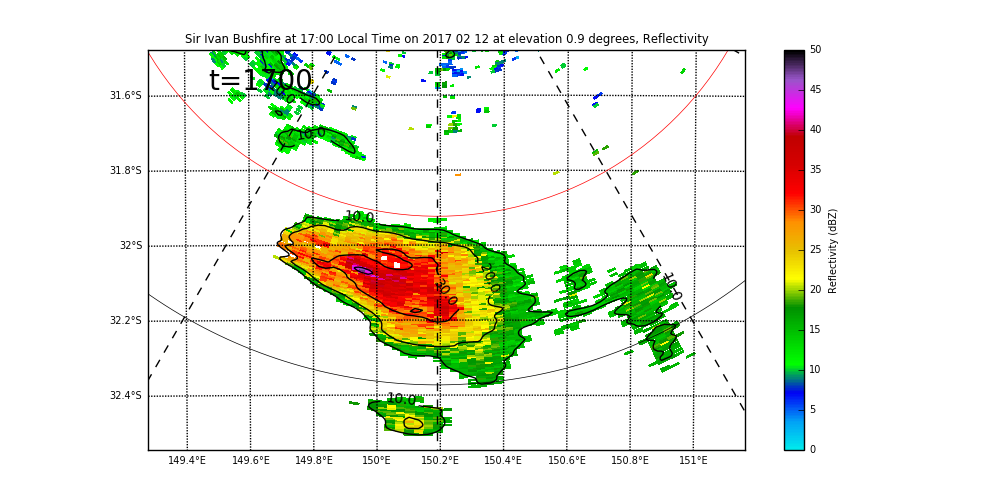 Sir Ivan Bushfire at 17:00 Local Time on 2017 02 12 at elevation 0.9 degrees, Reflectivity
t=1700
31.6°S
31.8°S
32°S
32.2°S
32.4°S
149.4°E 149.6°E 149.8°E 150°E 150.2°E 150.4°E 150.6°E 150.8°E 151°E
10.0
10.0
20.0
30.0
10.0
10.0
50
45
40
35
30
25
20
15
10
5
0
Reflectivity (dBZ)